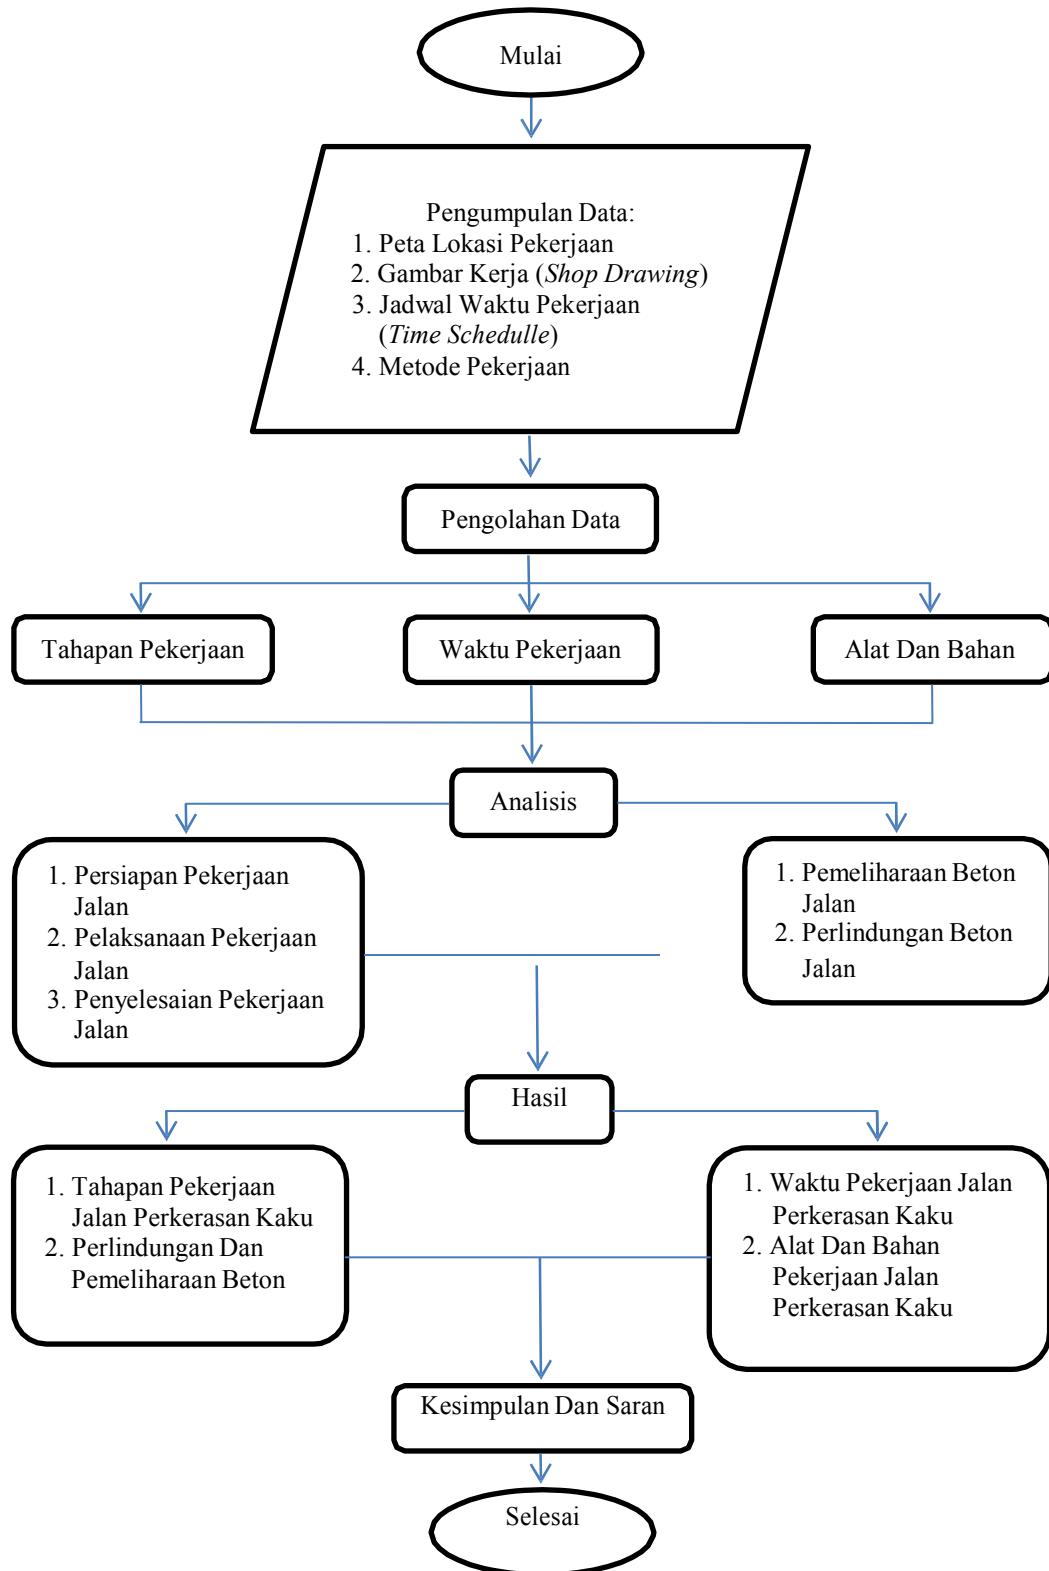 Mulai
Pengumpulan Data:
1. Peta Lokasi Pekerjaan
2. Gambar Kerja (Shop Drawing)
3. Jadwal Waktu Pekerjaan
(Time Schedulle)
4. Metode Pekerjaan
Pengolahan Data
Tahapan Pekerjaan
Waktu Pekerjaan
Alat Dan Bahan
Analisis
1. Persiapan Pekerjaan
Jalan
2. Pelaksanaan Pekerjaan
Jalan
3. Penyelesaian Pekerjaan
Jalan
1. Pemeliharaan Beton
Jalan
2. Perlindungan Beton
Jalan
Hasil
1. Tahapan Pekerjaan
Jalan Perkerasan Kaku
2. Perlindungan Dan
Pemeliharaan Beton
1. Waktu Pekerjaan Jalan
Perkerasan Kaku
2. Alat Dan Bahan
Pekerjaan Jalan
Perkerasan Kaku
Kesimpulan Dan Saran
Selesai